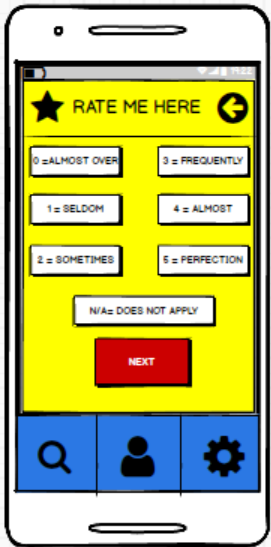 RATE ME HERE
0 =ALMOST OVER
3 = FREQUENTLY
1 = SELDOM
4 = ALMOST
2 = SOMETIMES
5 = PERFECTION
N/A= DOES NOT APPLY
NEXT